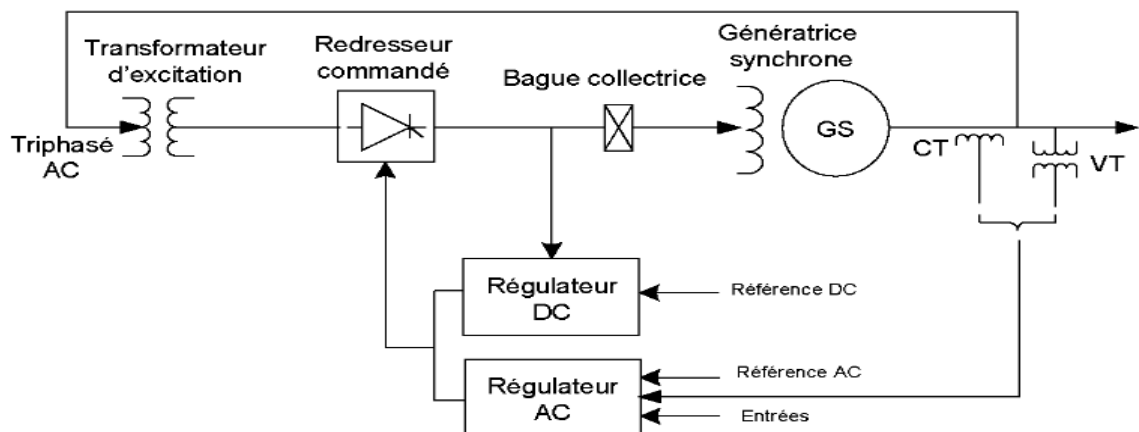 Transformateur
d'excitation
Redresseur
commandé
Bague collectrice
Génératrice
synchrone
GS
Triphasé
AC
CT
VT
Régulateur
DC
Référence DC
Régulateur
AC
Référence AC
Entrées